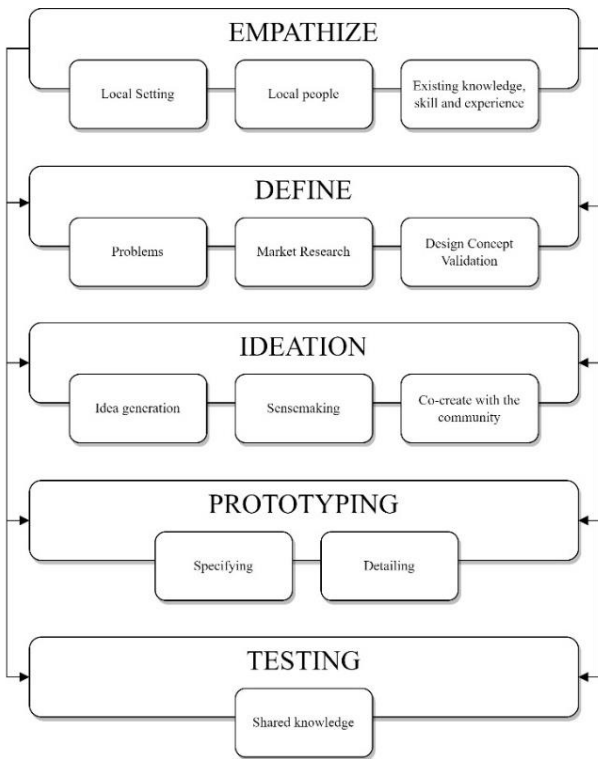 EMPATHIZE
Local Setting
Local people
Existing knowledge,
skill and experience
DEFINE
Problems
Market Research
Design Concept
Validation
IDEATION
Idea generation
Sensemaking
Co-create with the
community
PROTOTYPING
Specifying
Detailing
TESTING
Shared knowledge